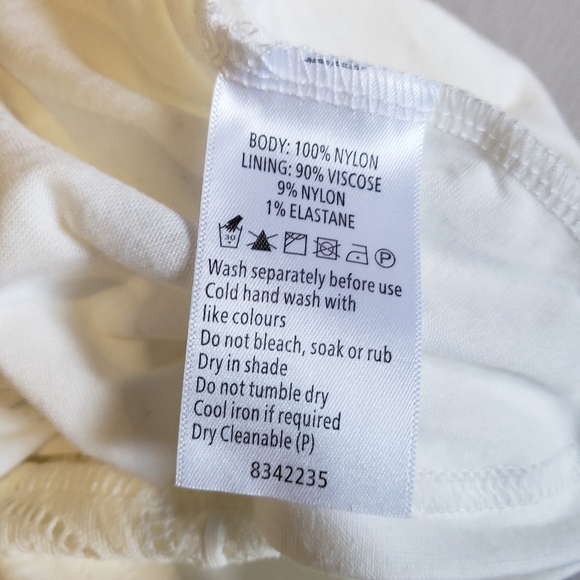 BODY: 100% NYLON
LINING: 90% VISCOSE
9% NYLON
1% ELASTANE
30 P
Wash separately before use
Cold hand wash with
like colours
Do not bleach, soak or rub
Dry in shade
Do not tumble dry
Cool iron if required
Dry Cleanable (P)
8342235